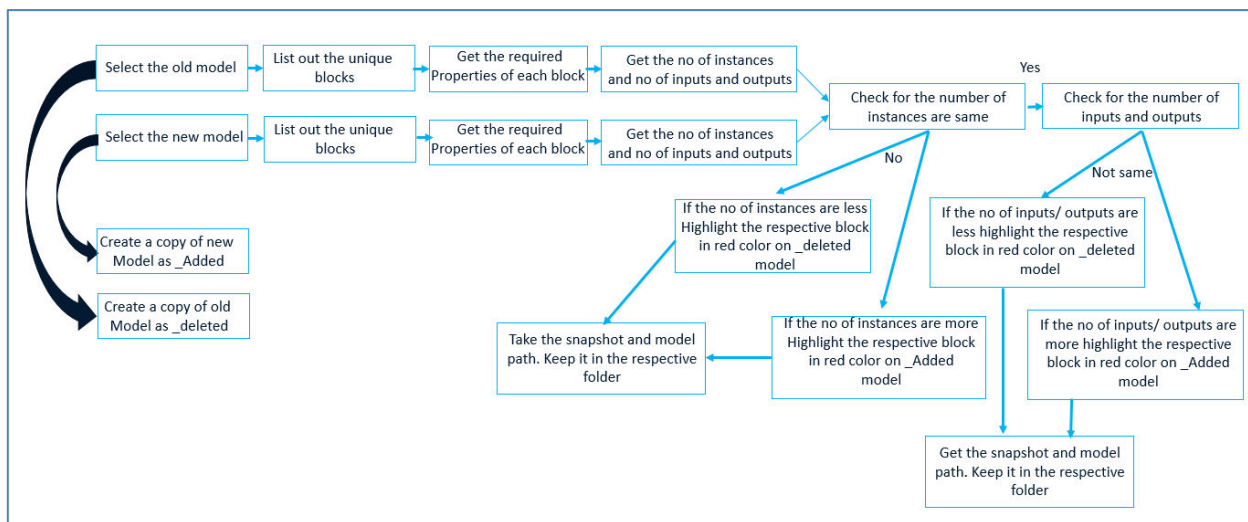 Select the old model
List out the unique
blocks
Get the required
Properties of each block
Get the no of instances
and no of inputs and outputs
Yes
Check for the number of
instances are same
Check for the number of
inputs and outputs
Select the new model
List out the unique
blocks
Get the required
Properties of each block
Get the no of instances
and no of inputs and outputs
No
Not same
If the no of instances are less
Highlight the respective block
in red color on _deleted
model
If the no of inputs/ outputs are
less highlight the respective
block in red color on _deleted
model
Create a copy of new
Model as _Added
Create a copy of old
Model as _deleted
Take the snapshot and model
path. Keep it in the respective
folder
If the no of instances are more
Highlight the respective block
in red color on _Added
model
If the no of inputs/ outputs are
more highlight the respective
block in red color on _Added
model
Get the snapshot and model
path. Keep it in the respective
folder